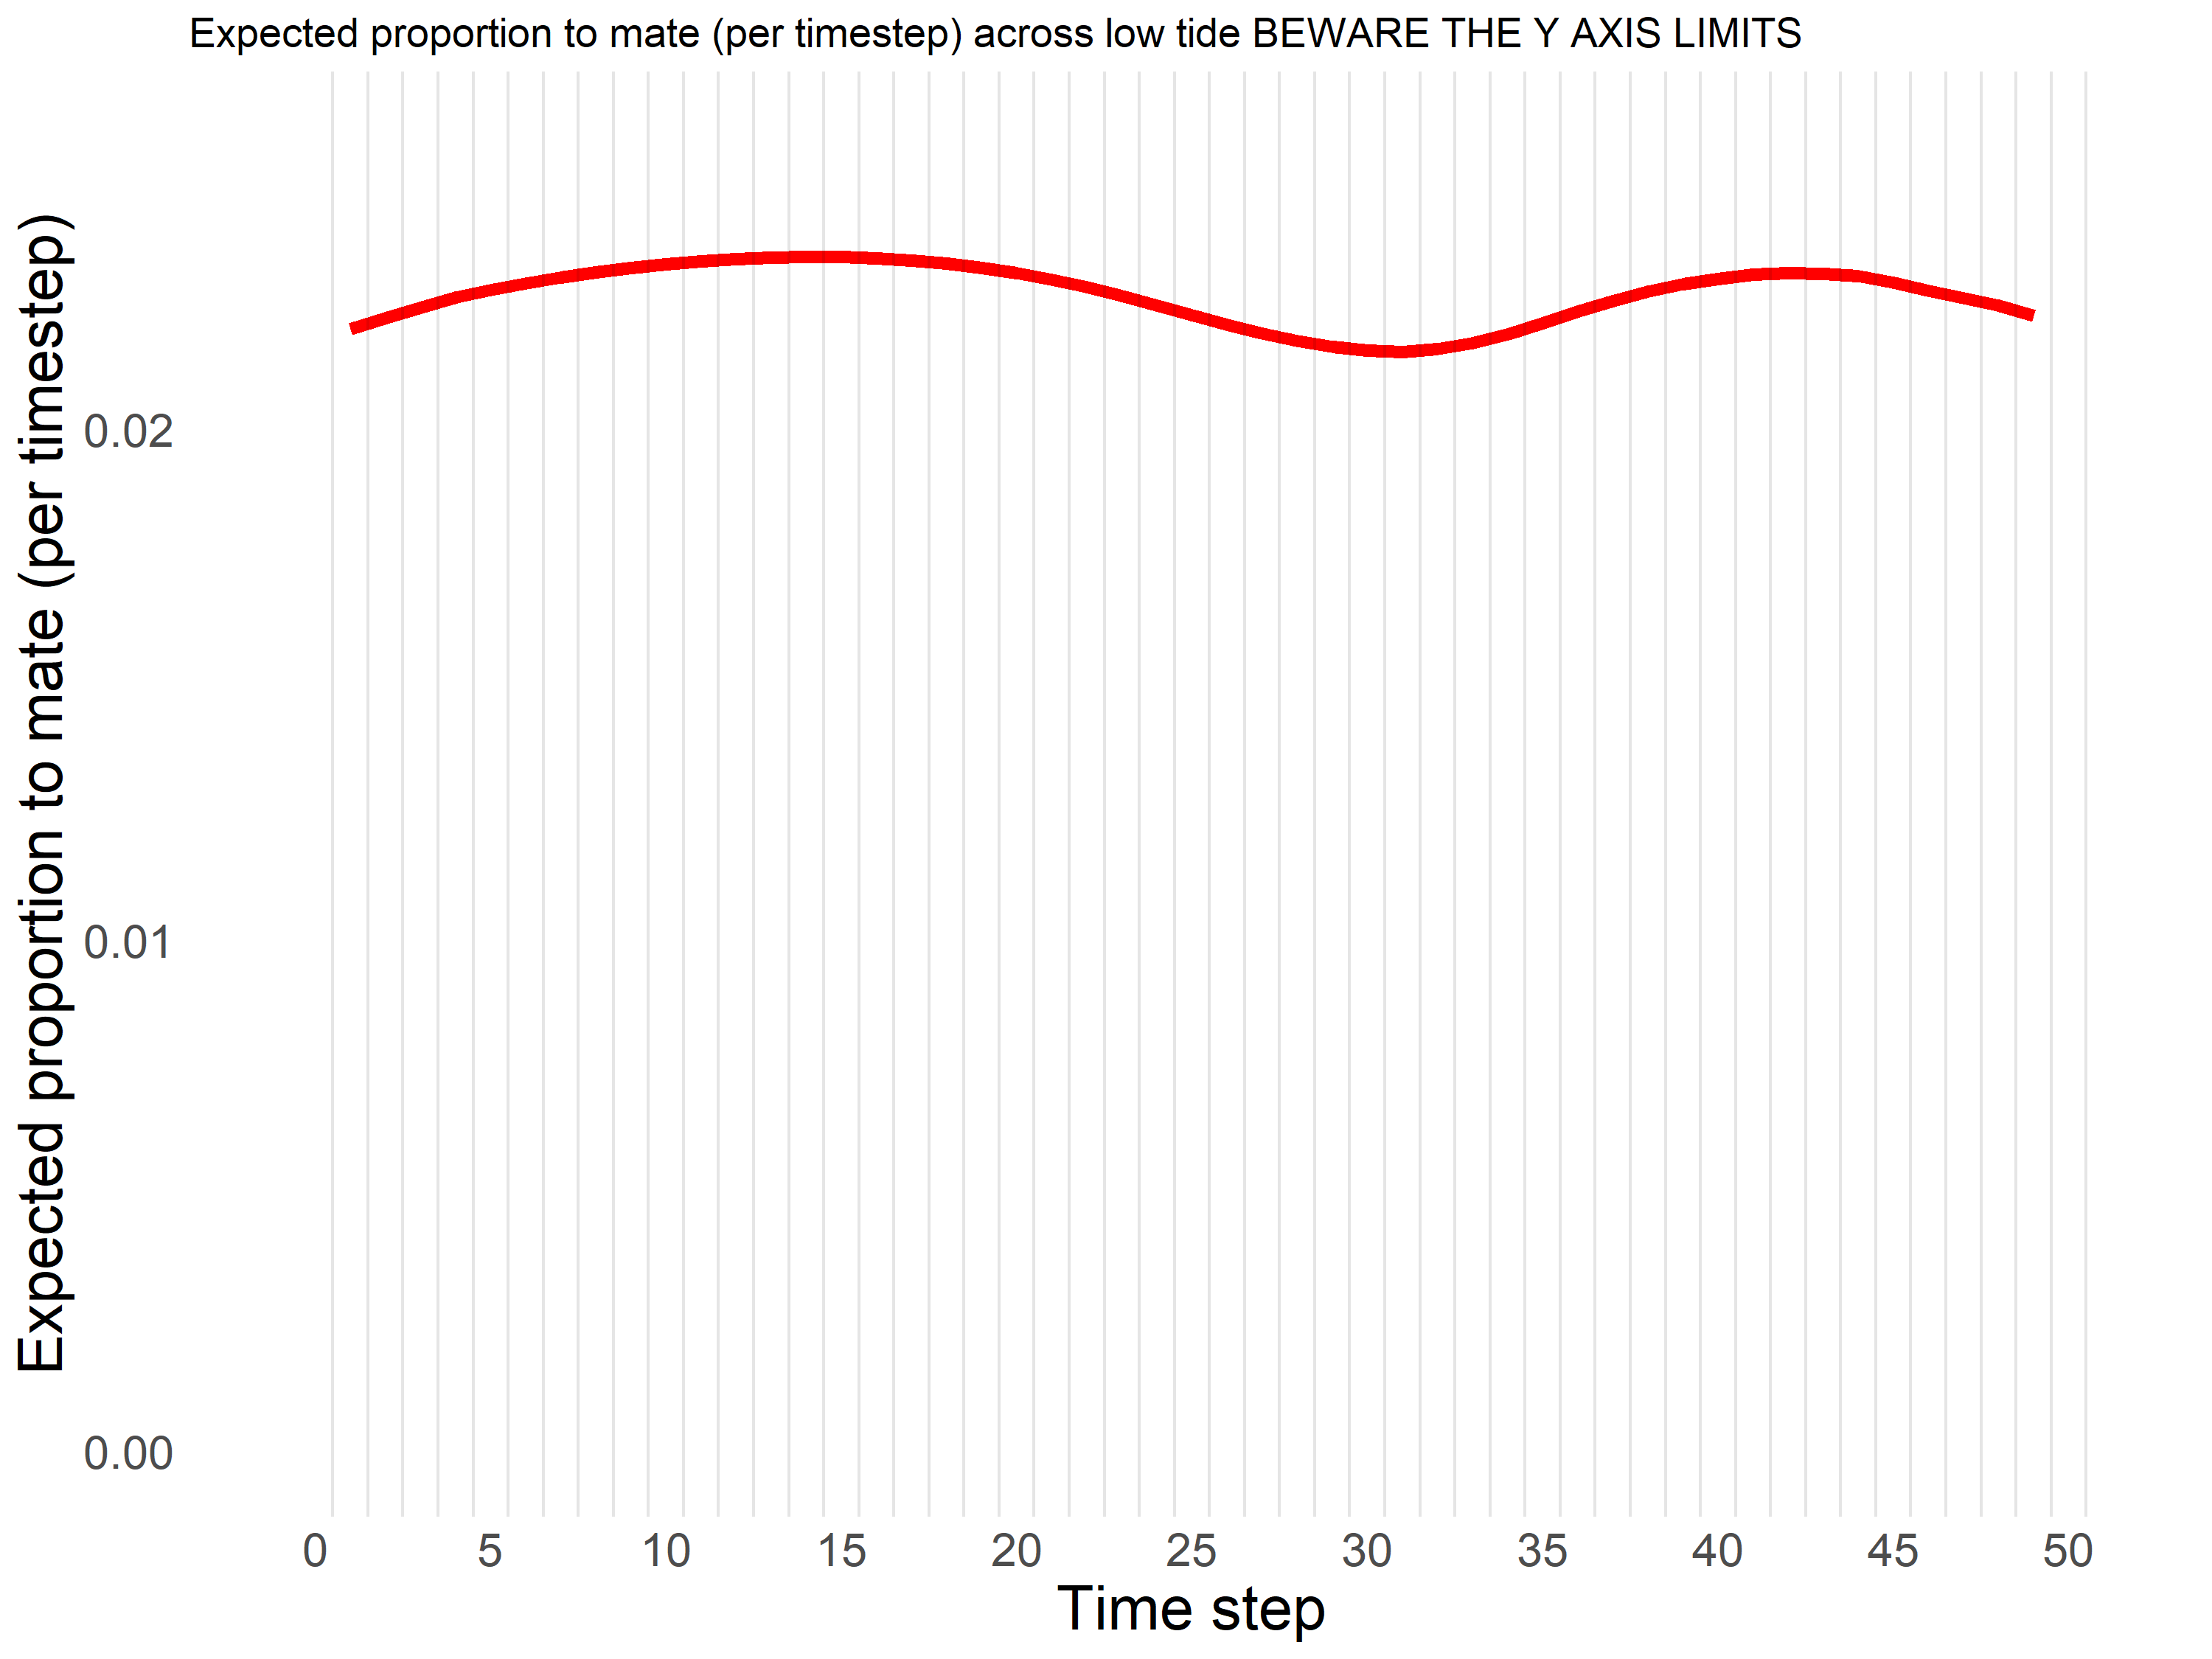 Expected proportion to mate (per timestep) across low tide BEWARE THE Y AXIS LIMITS
Expected proportion to mate (per timestep)
0.02
0.01
0.00
0 5 10 15 20 25 30 35 40 45 50
Time step